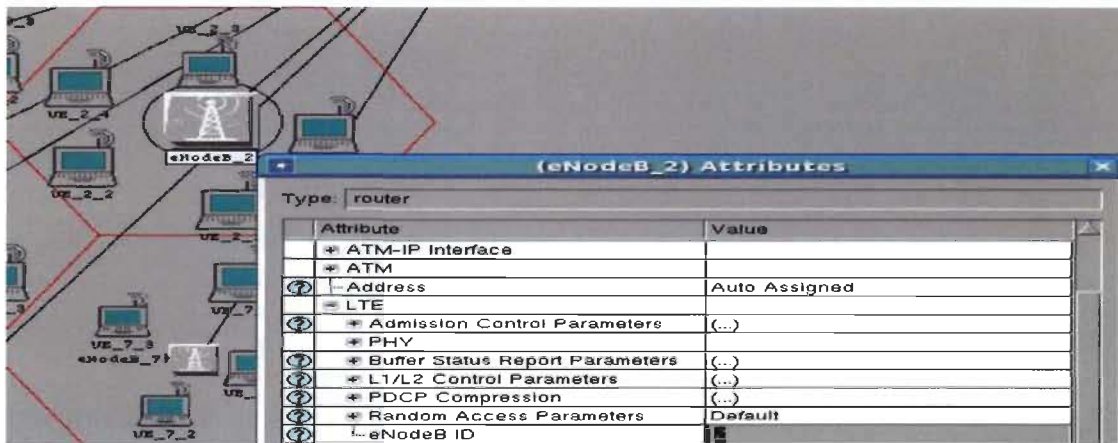 UE_2_3
UE_2_4
eNodeB_2
UE_2_2
UE_2_
UE_7_3
eNodeB_7
UE_7_2
(eNodeB_2) Attributes
Type: router
Attribute Value
ATM-IP Interface
ATM
Address Auto Assigned
LTE
Admission Control Parameters (...)
PHY
Buffer Status Report Parameters (...)
L1/L2 Control Parameters (...)
PDCP Compression (...)
Random Access Parameters Default
eNodeB ID